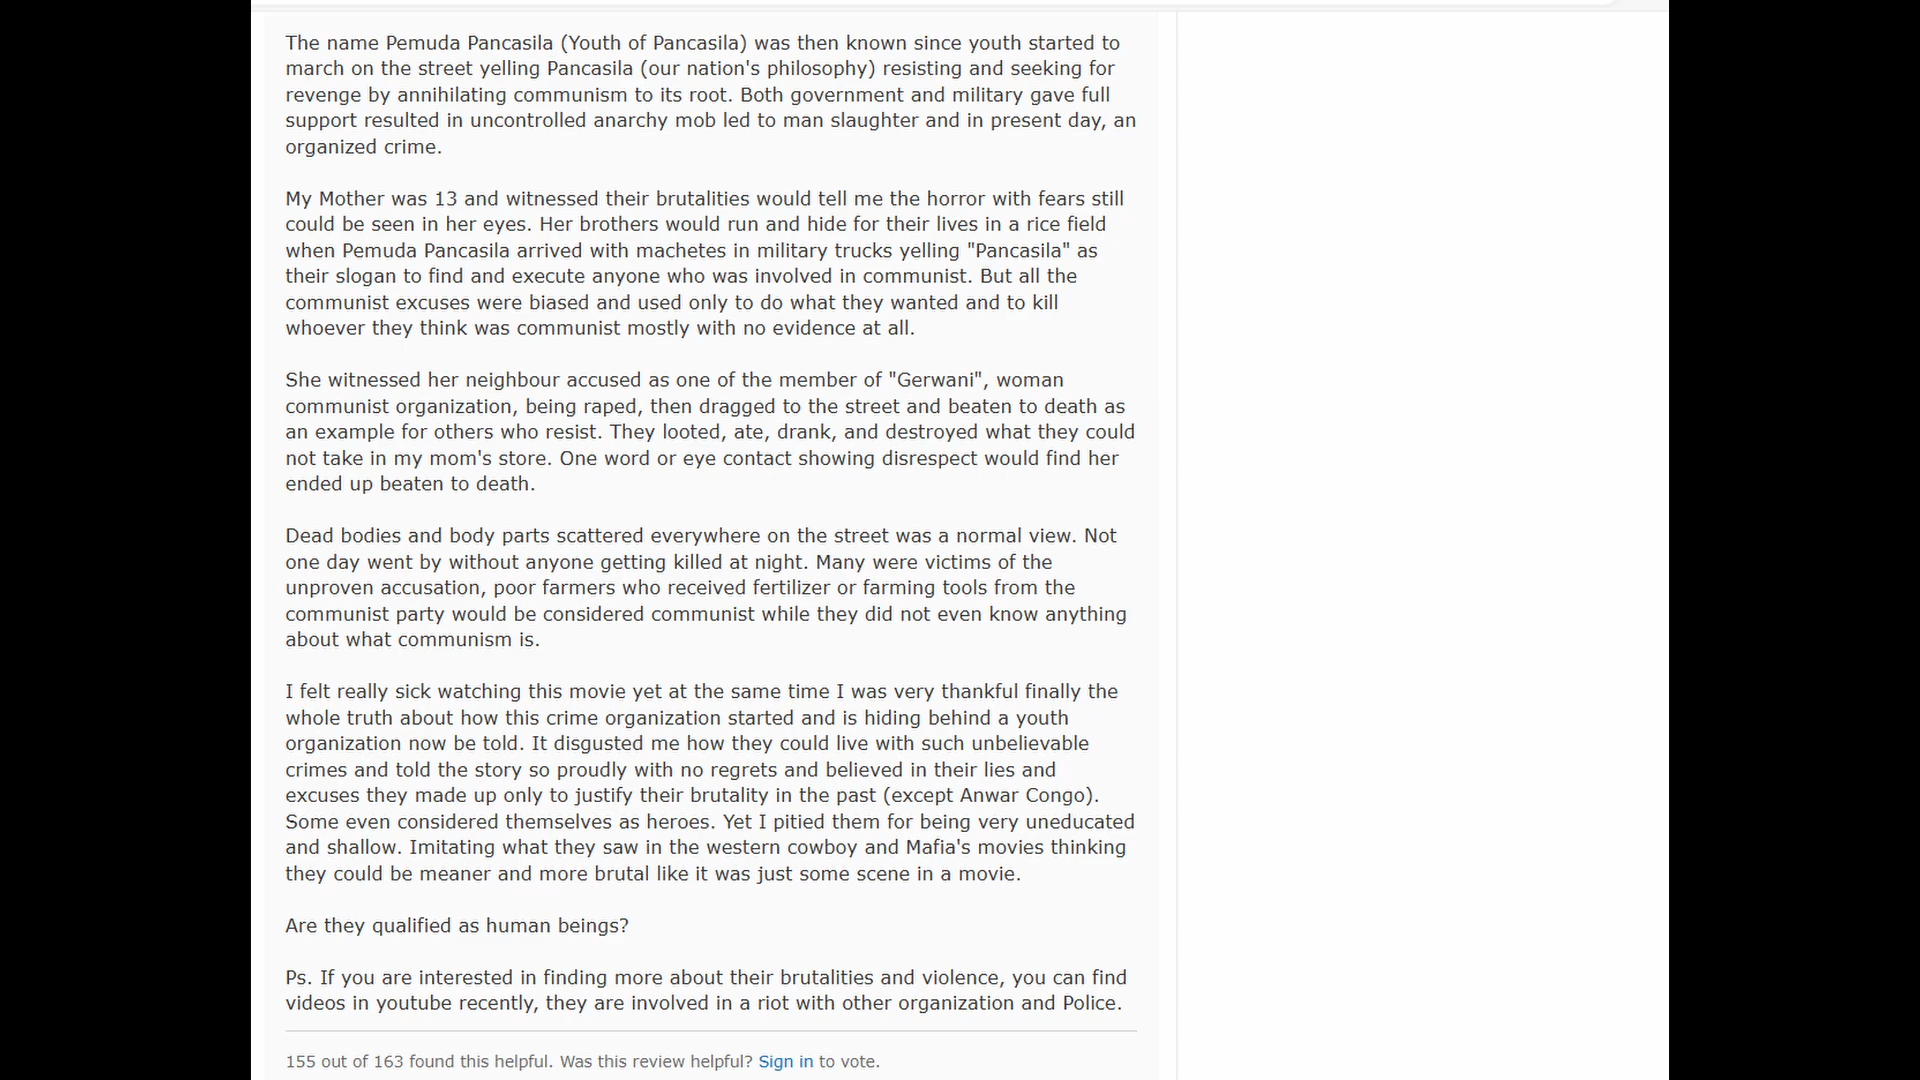 The name Pemuda Pancasila (Youth of Pancasila) was then known since youth started to
march on the street yelling Pancasila (our nation's philosophy) resisting and seeking for
revenge by annihilating communism to its root. Both government and military gave full
support resulted in uncontrolled anarchy mob led to man slaughter and in present day, an
organized crime.
My Mother was 13 and witnessed their brutalities would tell me the horror with fears still
could be seen in her eyes. Her brothers would run and hide for their lives in a rice field
when Pemuda Pancasila arrived with machetes in military trucks yelling "Pancasila" as
their slogan to find and execute anyone who was involved in communist. But all the
communist excuses were biased and used only to do what they wanted and to kill
whoever they think was communist mostly with no evidence at all.
She witnessed her neighbour accused as one of the member of "Gerwani", woman
communist organization, being raped, then dragged to the street and beaten to death as
an example for others who resist. They looted, ate, drank, and destroyed what they could
not take in my mom's store. One word or eye contact showing disrespect would find her
ended up beaten to death.
Dead bodies and body parts scattered everywhere on the street was a normal view. Not
one day went by without anyone getting killed at night. Many were victims of the
unproven accusation, poor farmers who received fertilizer or farming tools from the
communist party would be considered communist while they did not even know anything
about what communism is.
I felt really sick watching this movie yet at the same time I was very thankful finally the
whole truth about how this crime organization started and is hiding behind a youth
organization now be told. It disgusted me how they could live with such unbelievable
crimes and told the story so proudly with no regrets and believed in their lies and
excuses they made up only to justify their brutality in the past (except Anwar Congo).
Some even considered themselves as heroes. Yet I pitied them for being very uneducated
and shallow. Imitating what they saw in the western cowboy and Mafia's movies thinking
they could be meaner and more brutal like it was just some scene in a movie.
Are they qualified as human beings?
Ps. If you are interested in finding more about their brutalities and violence, you can find
videos in youtube recently, they are involved in a riot with other organization and Police.
155 out of 163 found this helpful. Was this review helpful? Sign in to vote.